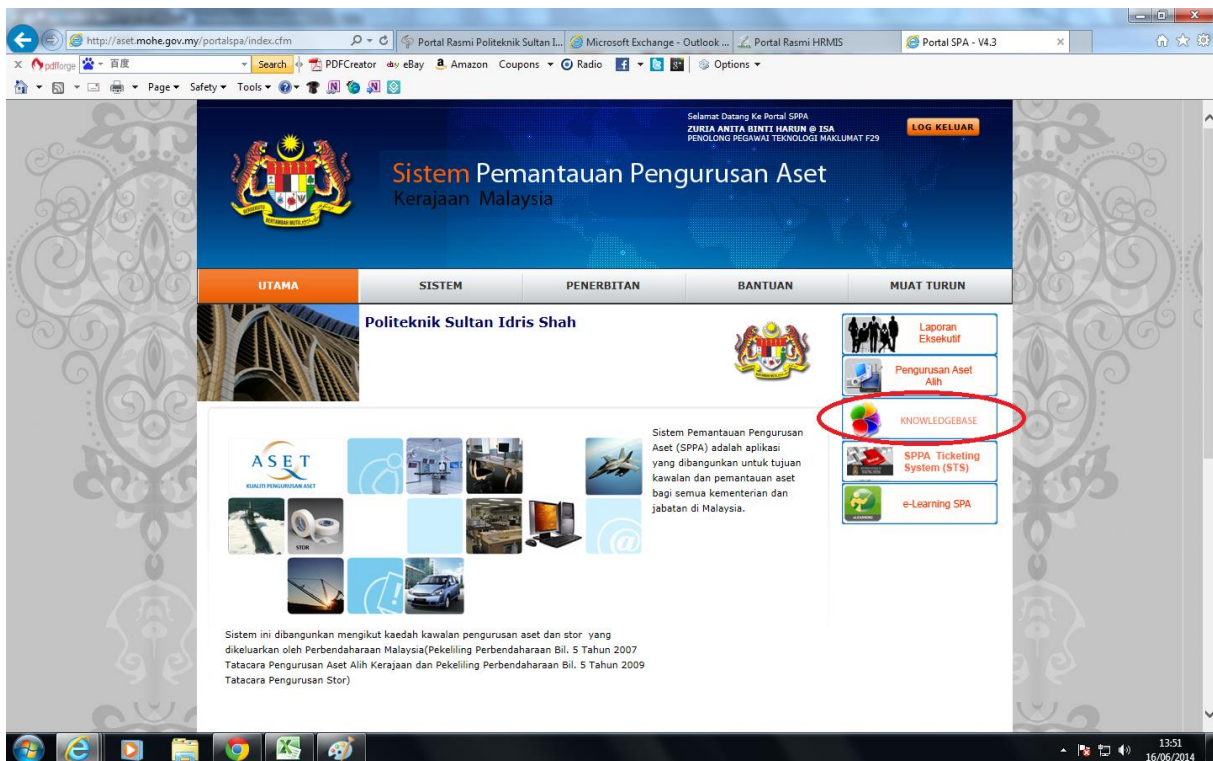 http://aset.mohe.gov.my/portalspa/index.cfm
Portal Rasmi Politeknik Sultan I...
Microsoft Exchange - Outlook ...
Portal Rasmi HRMIS
Portal SPA - V4.3
pdfforge
百度
Search
PDFCreator
eBay
Amazon
Coupons
Radio
Options
Page
Safety
Tools
Selamat Datang Ke Portal SPPA
ZURIA ANITA BINTI HARUN @ ISA
PENOLONG PEGAWAI TEKNOLOGI MAKLUMAT F29
LOG KELUAR
Sistem Pemantauan Pengurusan Aset
Kerajaan Malaysia
UTAMA
SISTEM
PENERBITAN
BANTUAN
MUAT TURUN
Politeknik Sultan Idris Shah
Laporan
Eksekutif
Pengurusan Aset
Alih
KNOWLEDGEBASE
SPPA Ticketing
System (STS)
e-Learning SPA
ASET
KUALITI PENGURUSAN ASET
STOR
Sistem Pemantauan Pengurusan
Aset (SPPA) adalah aplikasi
yang dibangunkan untuk tujuan
kawalan dan pemantauan aset
bagi semua kementerian dan
jabatan di Malaysia.
Sistem ini dibangunkan mengikut kaedah kawalan pengurusan aset dan stor yang
dikeluarkan oleh Perbendaharaan Malaysia(Pekeliling Perbendaharaan Bil. 5 Tahun 2007
Tatacara Pengurusan Aset Alih Kerajaan dan Pekeliling Perbendaharaan Bil. 5 Tahun 2009
Tatacara Pengurusan Stor)
13:51
16/06/2014